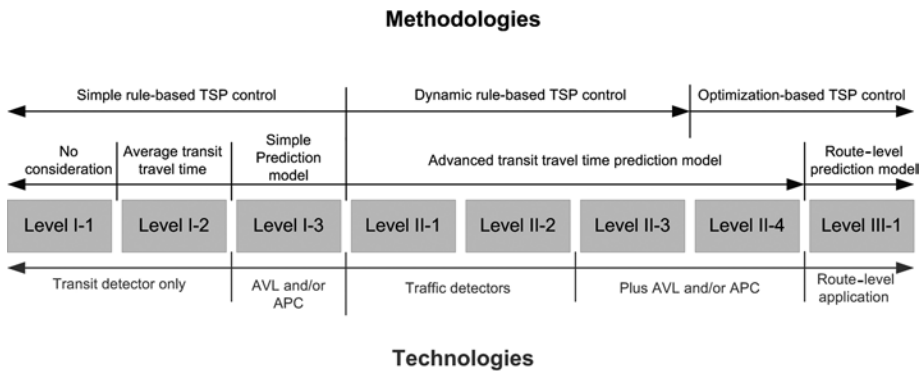 Methodologies
Simple rule-based TSP control
Dynamic rule-based TSP control
Optimization-based TSP control
No
consideration
Average transit
travel time
Simple
Prediction
model
Advanced transit travel time prediction model
Route-level
prediction model
Level I-1
Level I-2
Level I-3
Level II-1
Level II-2
Level II-3
Level II-4
Level III-1
Transit detector only
AVL and/or
APC
Traffic detectors
Plus AVL and/or APC
Route-level
application
Technologies